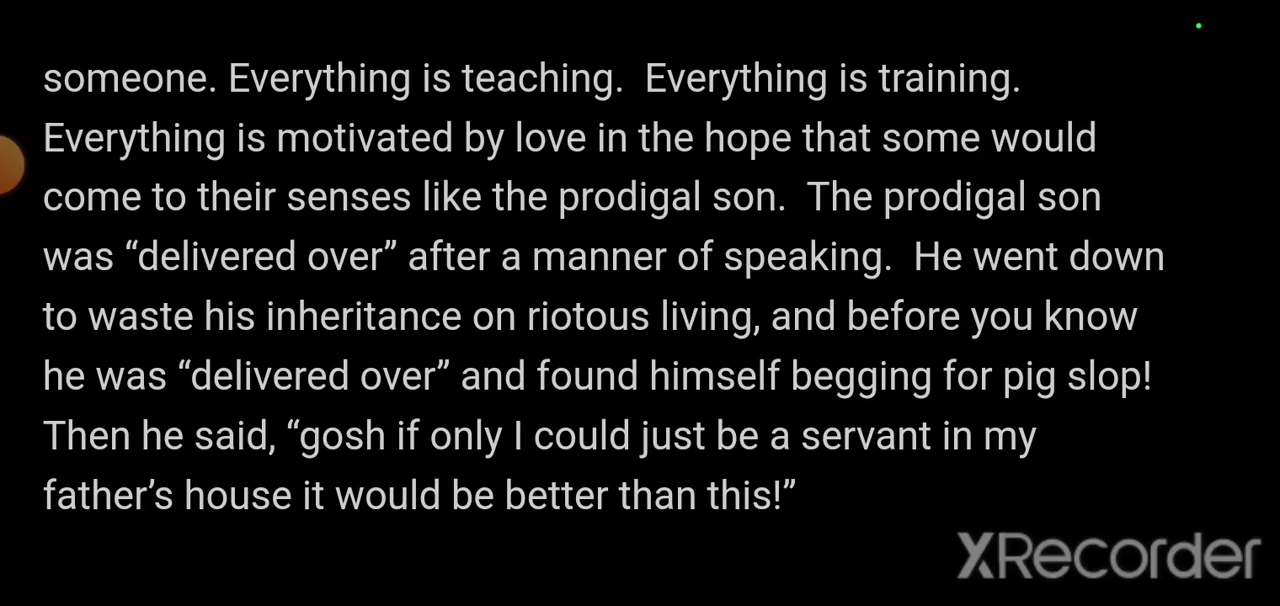 someone. Everything is teaching.  Everything is training.
Everything is motivated by love in the hope that some would
come to their senses like the prodigal son.  The prodigal son
was “delivered over” after a manner of speaking.  He went down
to waste his inheritance on riotous living, and before you know
he was “delivered over” and found himself begging for pig slop!
Then he said, “gosh if only I could just be a servant in my
father’s house it would be better than this!”
XRecorder